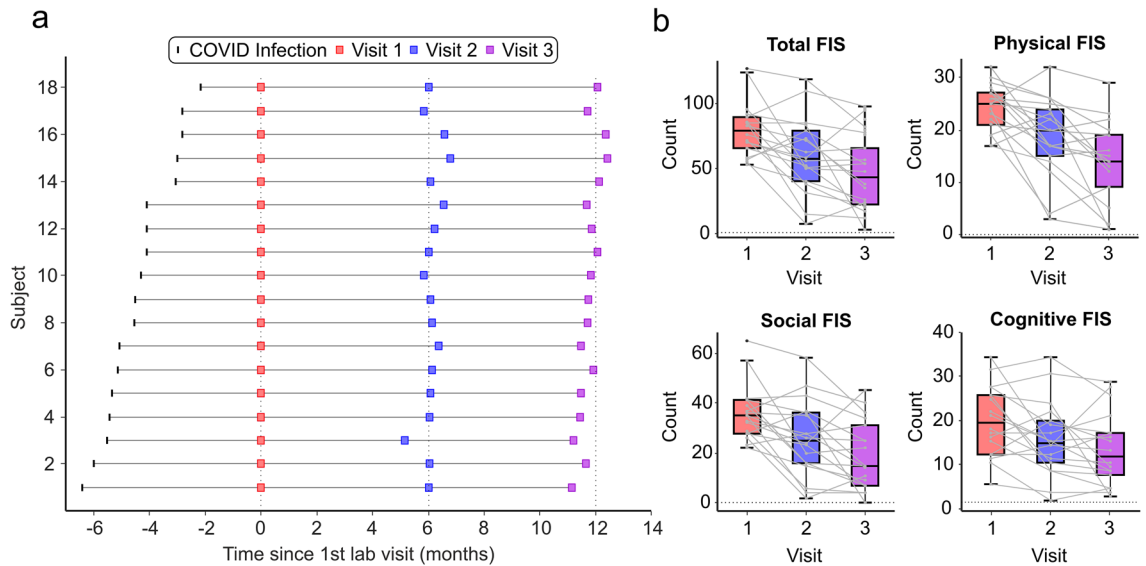 a
COVID Infection Visit 1 Visit 2 Visit 3
Subject
18
16
14
12
10
8
6
4
2
-6 -4 -2 0 2 4 6 8 10 12 14
Time since 1st lab visit (months)
b
Total FIS
Count
100
50
0
1 2 3
Visit
Physical FIS
Count
30
20
10
0
1 2 3
Visit
Social FIS
Count
60
40
20
0
1 2 3
Visit
Cognitive FIS
Count
40
30
20
10
0
1 2 3
Visit